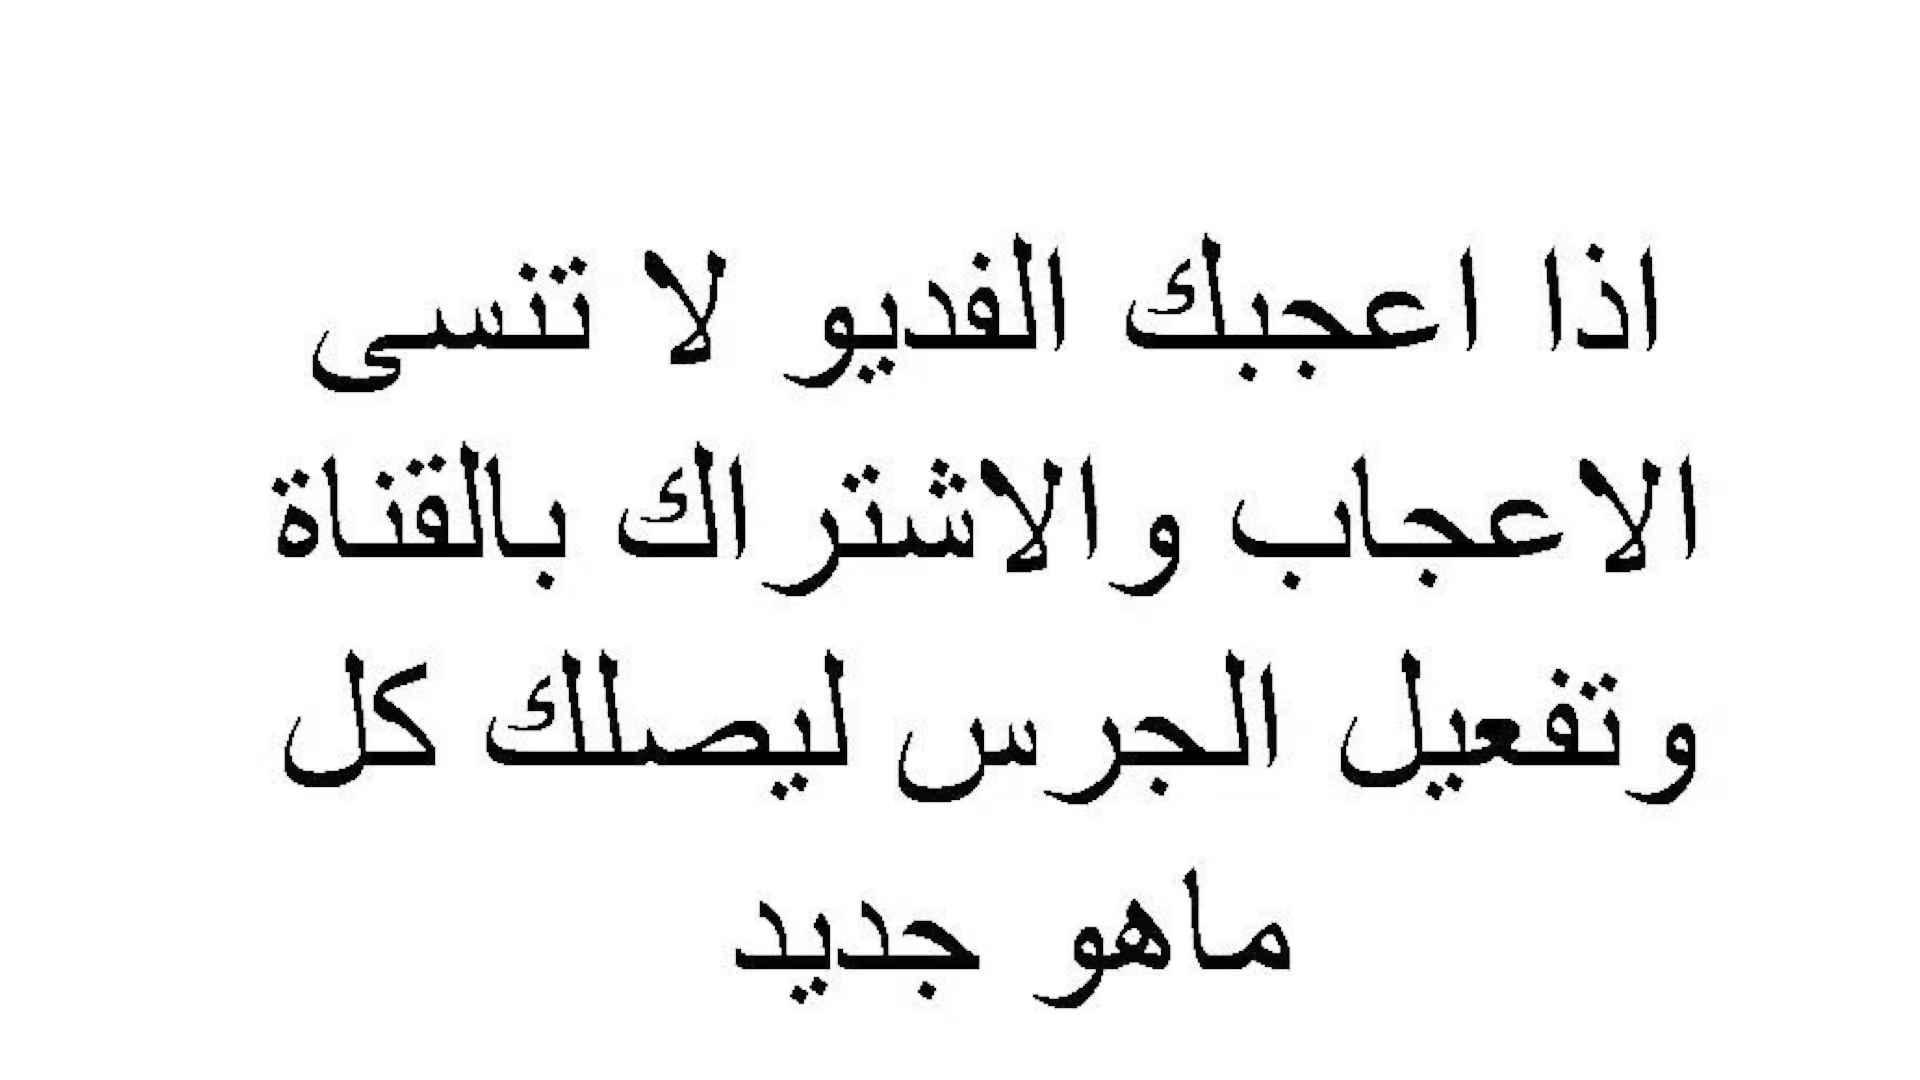 اذا اعجبك الفديو لا تنسى
الاعجاب والاشتراك بالقناة
وتفعيل الجرس ليصلك كل
ماهو جديد